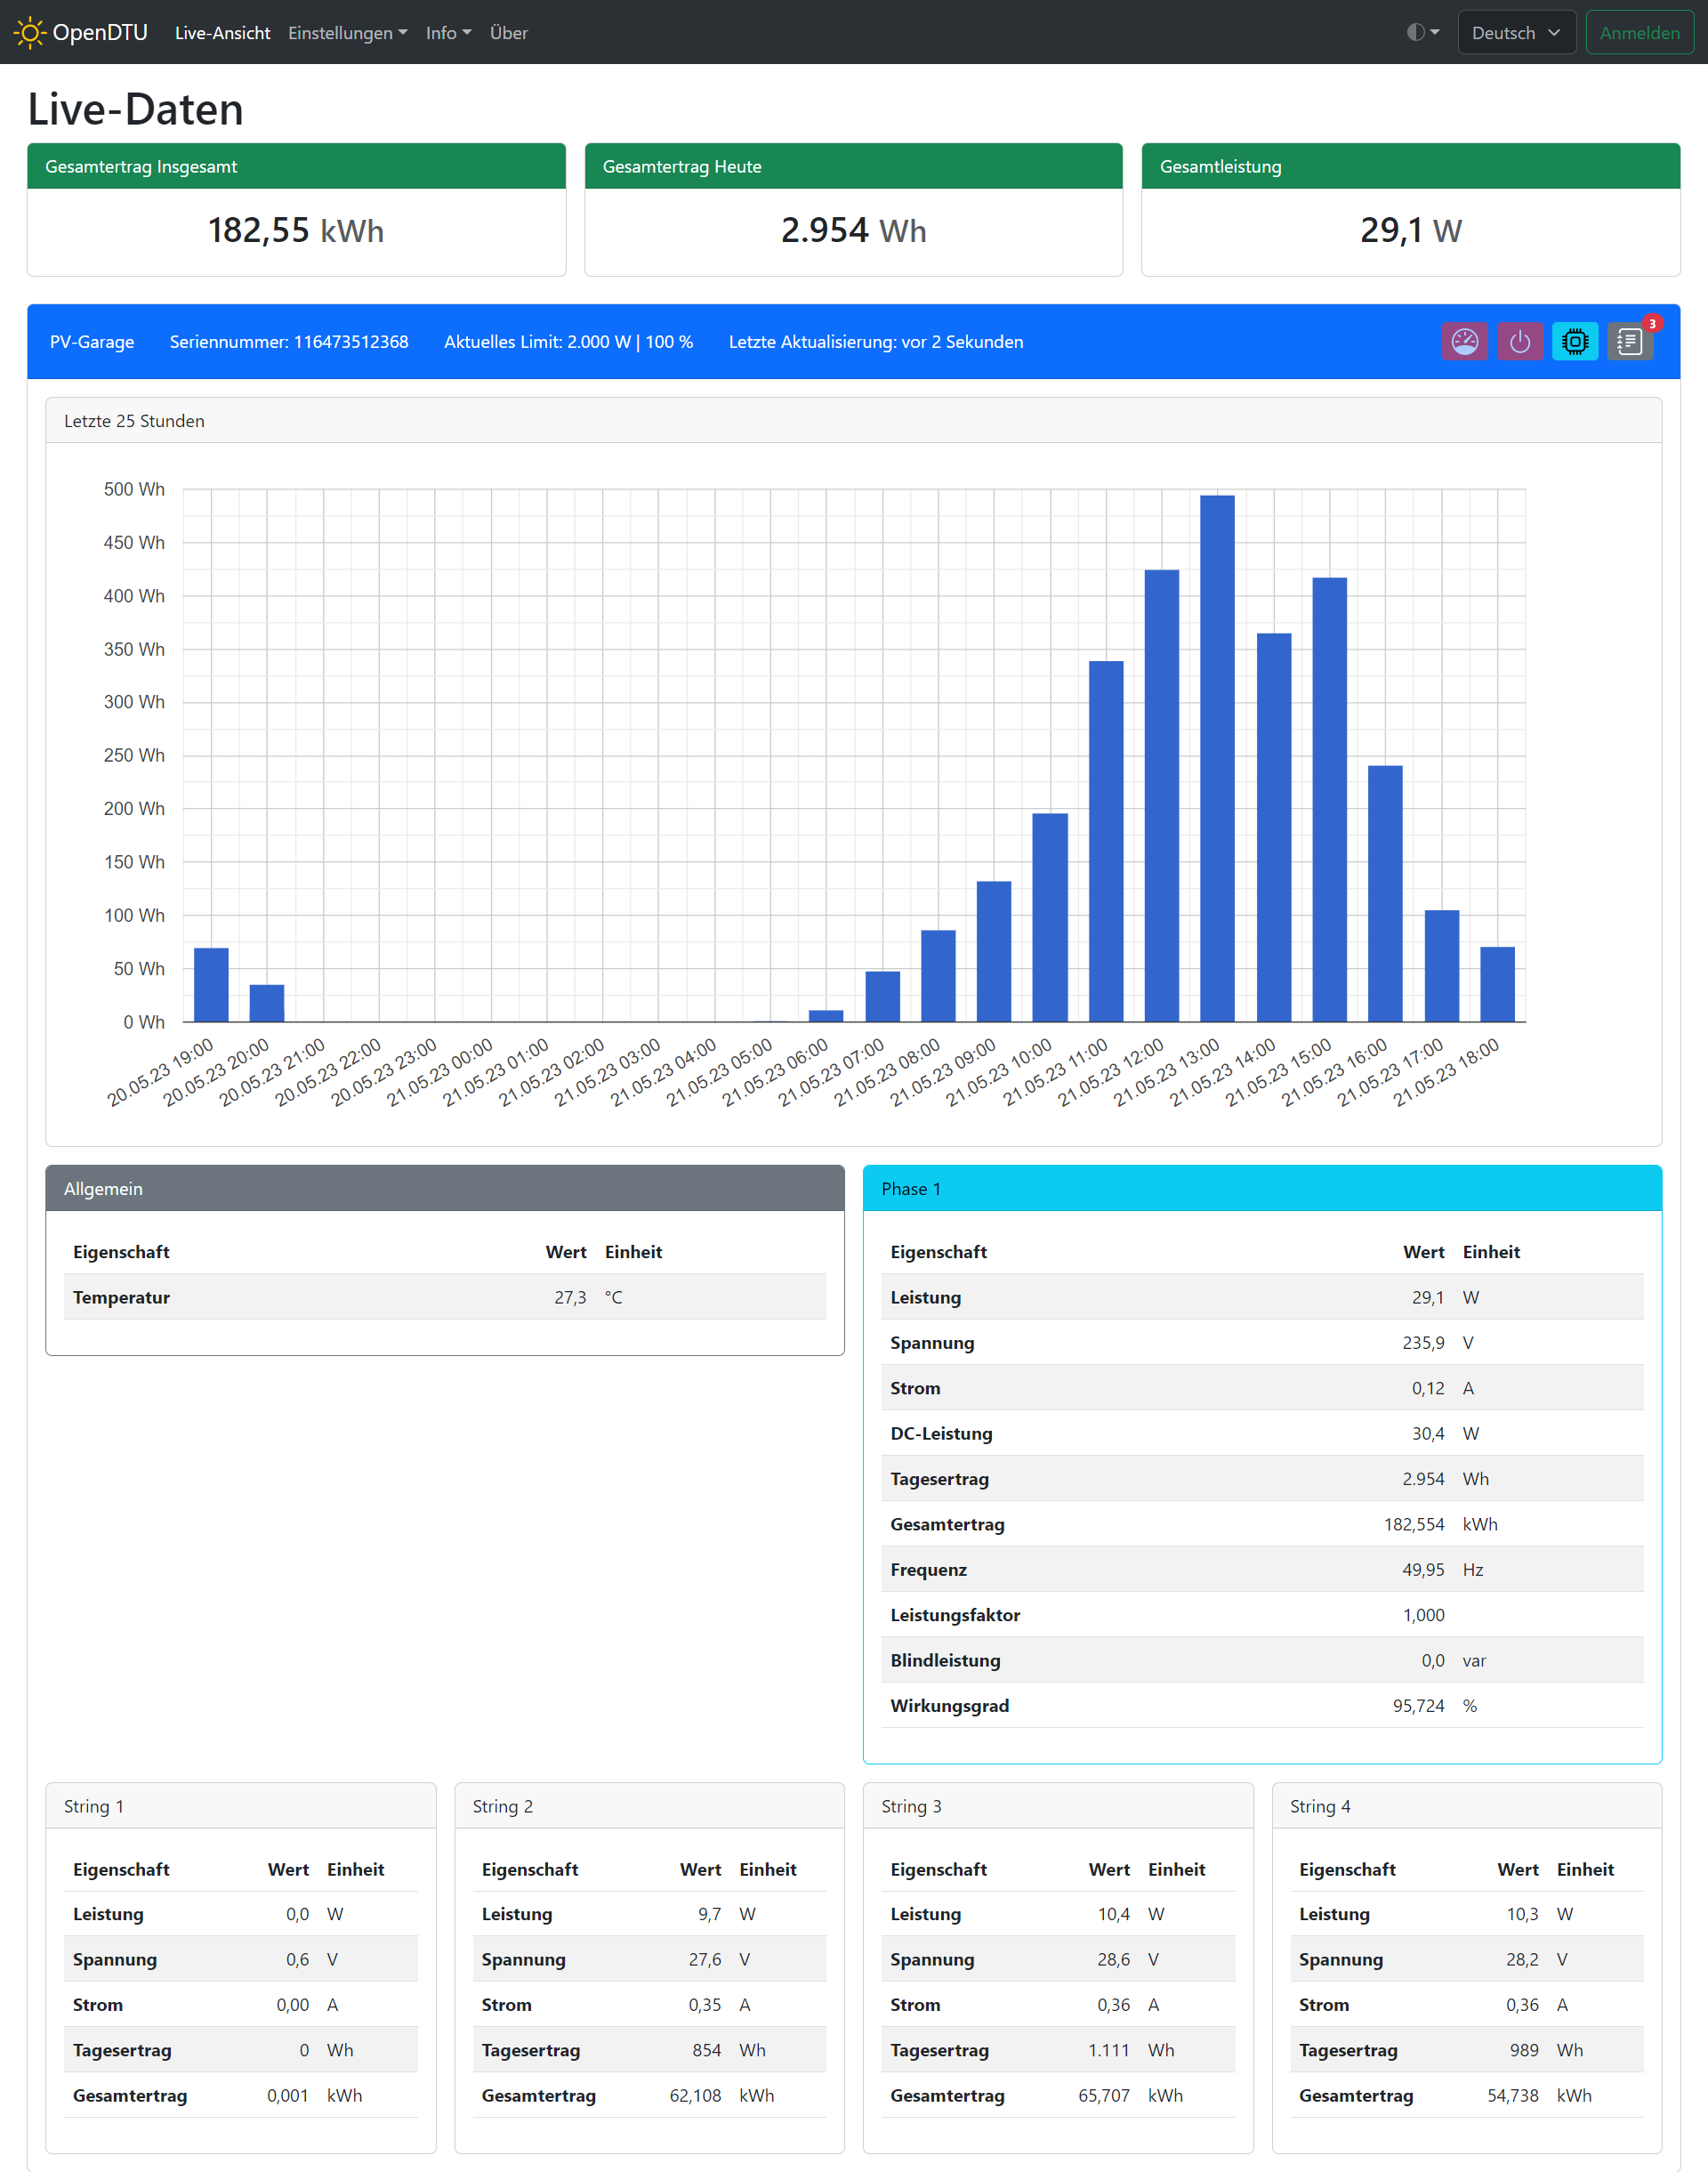 OpenDTU Live-Ansicht Einstellungen Info Über Deutsch Anmelden
Live-Daten
Gesamtertrag Insgesamt
182,55 kWh
Gesamtertrag Heute
2.954 Wh
Gesamtleistung
29,1 W
PV-Garage Seriennummer: 116473512368 Aktuelles Limit: 2.000 W | 100 % Letzte Aktualisierung: vor 2 Sekunden 3
Letzte 25 Stunden
500 Wh
450 Wh
400 Wh
350 Wh
300 Wh
250 Wh
200 Wh
150 Wh
100 Wh
50 Wh
0 Wh
20.05.23 19:00
20.05.23 20:00
20.05.23 21:00
20.05.23 22:00
20.05.23 23:00
21.05.23 00:00
21.05.23 01:00
21.05.23 02:00
21.05.23 03:00
21.05.23 04:00
21.05.23 05:00
21.05.23 06:00
21.05.23 07:00
21.05.23 08:00
21.05.23 09:00
21.05.23 10:00
21.05.23 11:00
21.05.23 12:00
21.05.23 13:00
21.05.23 14:00
21.05.23 15:00
21.05.23 16:00
21.05.23 17:00
21.05.23 18:00
Allgemein
Eigenschaft Wert Einheit
Temperatur 27,3 °C
Phase 1
Eigenschaft Wert Einheit
Leistung 29,1 W
Spannung 235,9 V
Strom 0,12 A
DC-Leistung 30,4 W
Tagesertrag 2.954 Wh
Gesamtertrag 182,554 kWh
Frequenz 49,95 Hz
Leistungsfaktor 1,000
Blindleistung 0,0 var
Wirkungsgrad 95,724 %
String 1
Eigenschaft Wert Einheit
Leistung 0,0 W
Spannung 0,6 V
Strom 0,00 A
Tagesertrag 0 Wh
Gesamtertrag 0,001 kWh
String 2
Eigenschaft Wert Einheit
Leistung 9,7 W
Spannung 27,6 V
Strom 0,35 A
Tagesertrag 854 Wh
Gesamtertrag 62,108 kWh
String 3
Eigenschaft Wert Einheit
Leistung 10,4 W
Spannung 28,6 V
Strom 0,36 A
Tagesertrag 1.111 Wh
Gesamtertrag 65,707 kWh
String 4
Eigenschaft Wert Einheit
Leistung 10,3 W
Spannung 28,2 V
Strom 0,36 A
Tagesertrag 989 Wh
Gesamtertrag 54,738 kWh